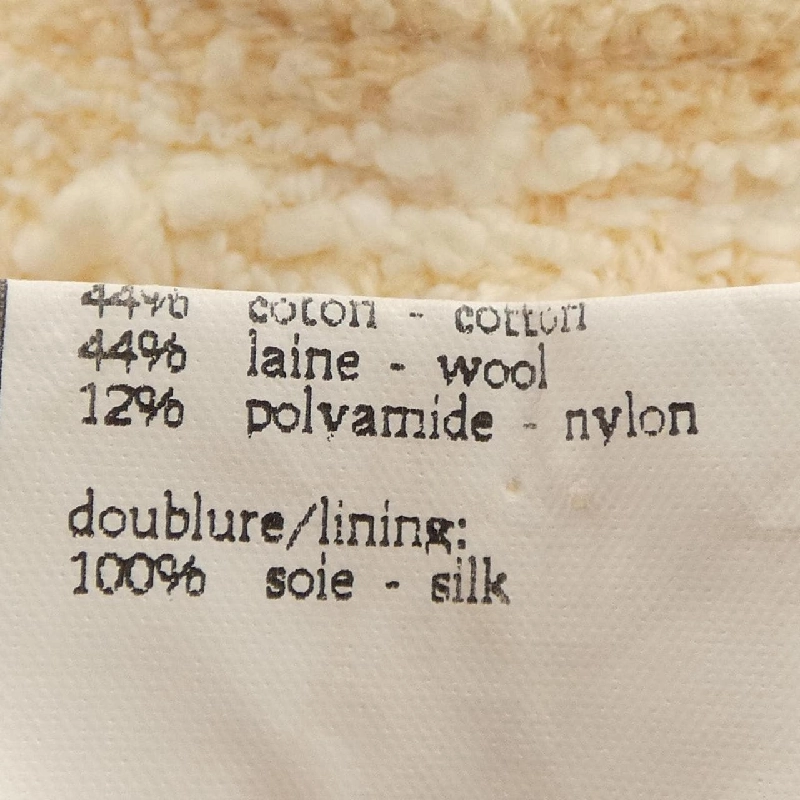 44% coton - cotton
44% laine - wool
12% polyamide - nylon
doublure/lining:
100% soie - silk